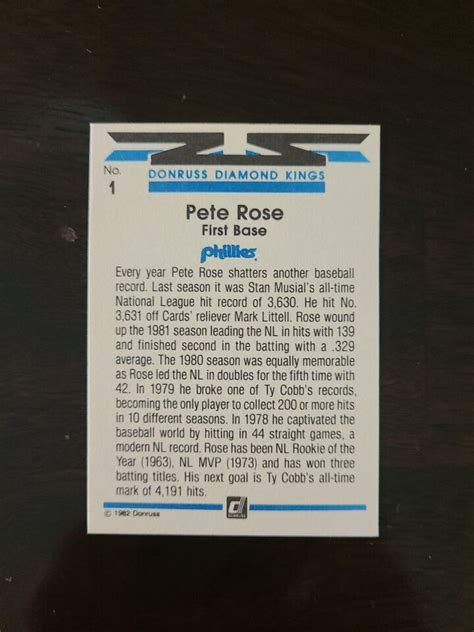 No.
1
DONRUSS DIAMOND KINGS
Pete Rose
First Base
phillies
Every year Pete Rose shatters another baseball
record. Last season it was Stan Musial's all-time
National League hit record of 3,630. He hit No.
3,631 off Cards' reliever Mark Littell. Rose wound
up the 1981 season leading the NL in hits with 139
and finished second in the batting with a .329
average. The 1980 season was equally memorable
as Rose led the NL in doubles for the fifth time with
42. In 1979 he broke one of Ty Cobb's records,
becoming the only player to collect 200 or more hits
in 10 different seasons. In 1978 he captivated the
baseball world by hitting in 44 straight games, a
modern NL record. Rose has been NL Rookie of the
Year (1963), NL MVP (1973) and has won three
batting titles. His next goal is Ty Cobb's all-time
mark of 4,191 hits.
© 1982 Donruss
DONRUSS